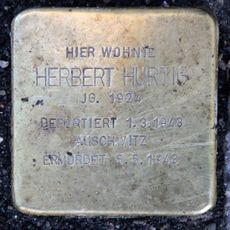 HIER WOHNTE
HERBERT HURTIG
JG. 1924
DEPORTIERT 1.3.1943
AUSCHWITZ
ERMORDET 5.5.1943